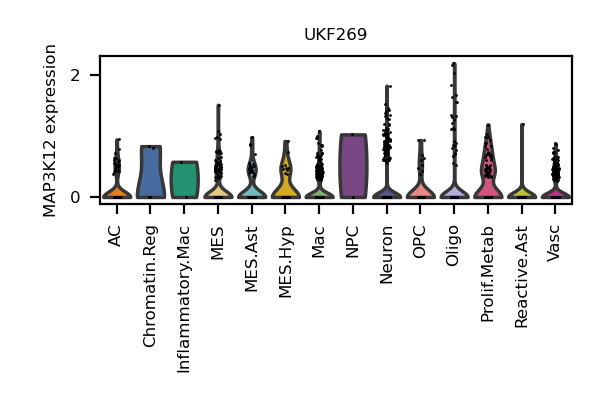 UKF269
MAP3K12 expression
2
0
AC
Chromatin.Reg
Inflammatory.Mac
MES
MES.Ast
MES.Hyp
Mac
NPC
Neuron
OPC
Oligo
Prolif.Metab
Reactive.Ast
Vasc